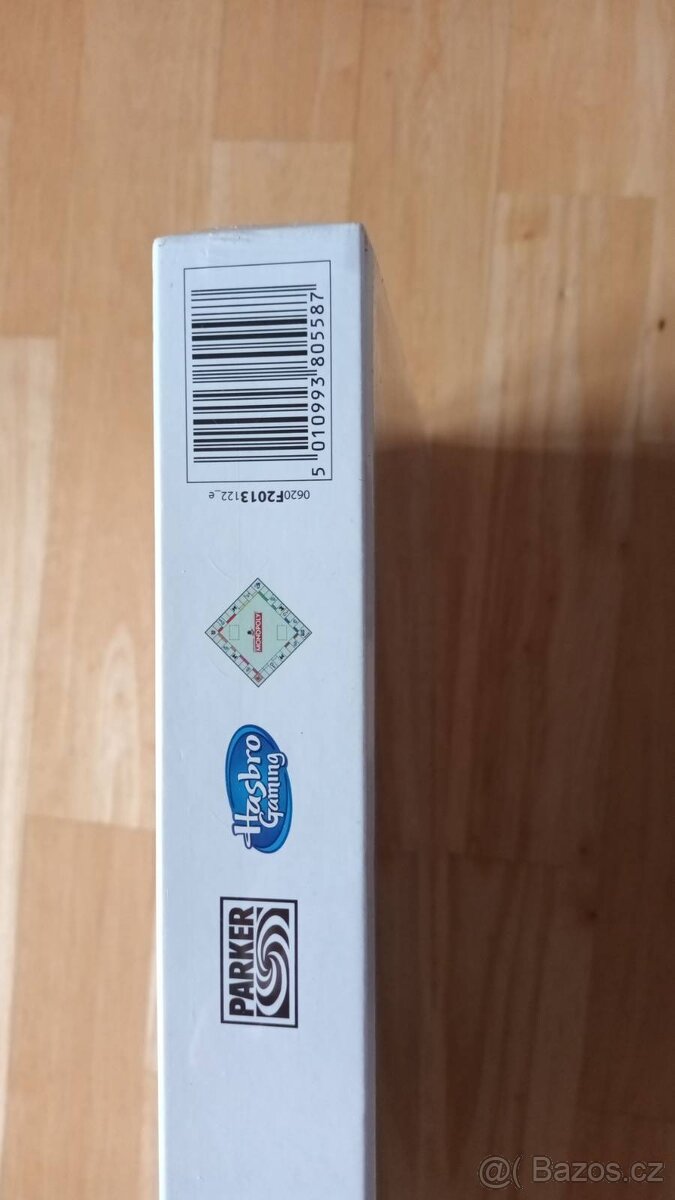 5 010993 805587
0620F2013122_e
MONOPOLY
Hasbro
Gaming
PARKER
@( Bazos.cz